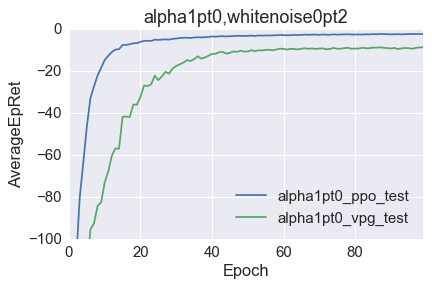 alpha1pt0,whitenoise0pt2
AverageEpRet
0
−20
−40
−60
−80
−100
0
20
40
60
80
Epoch
alpha1pt0_ppo_test
alpha1pt0_vpg_test